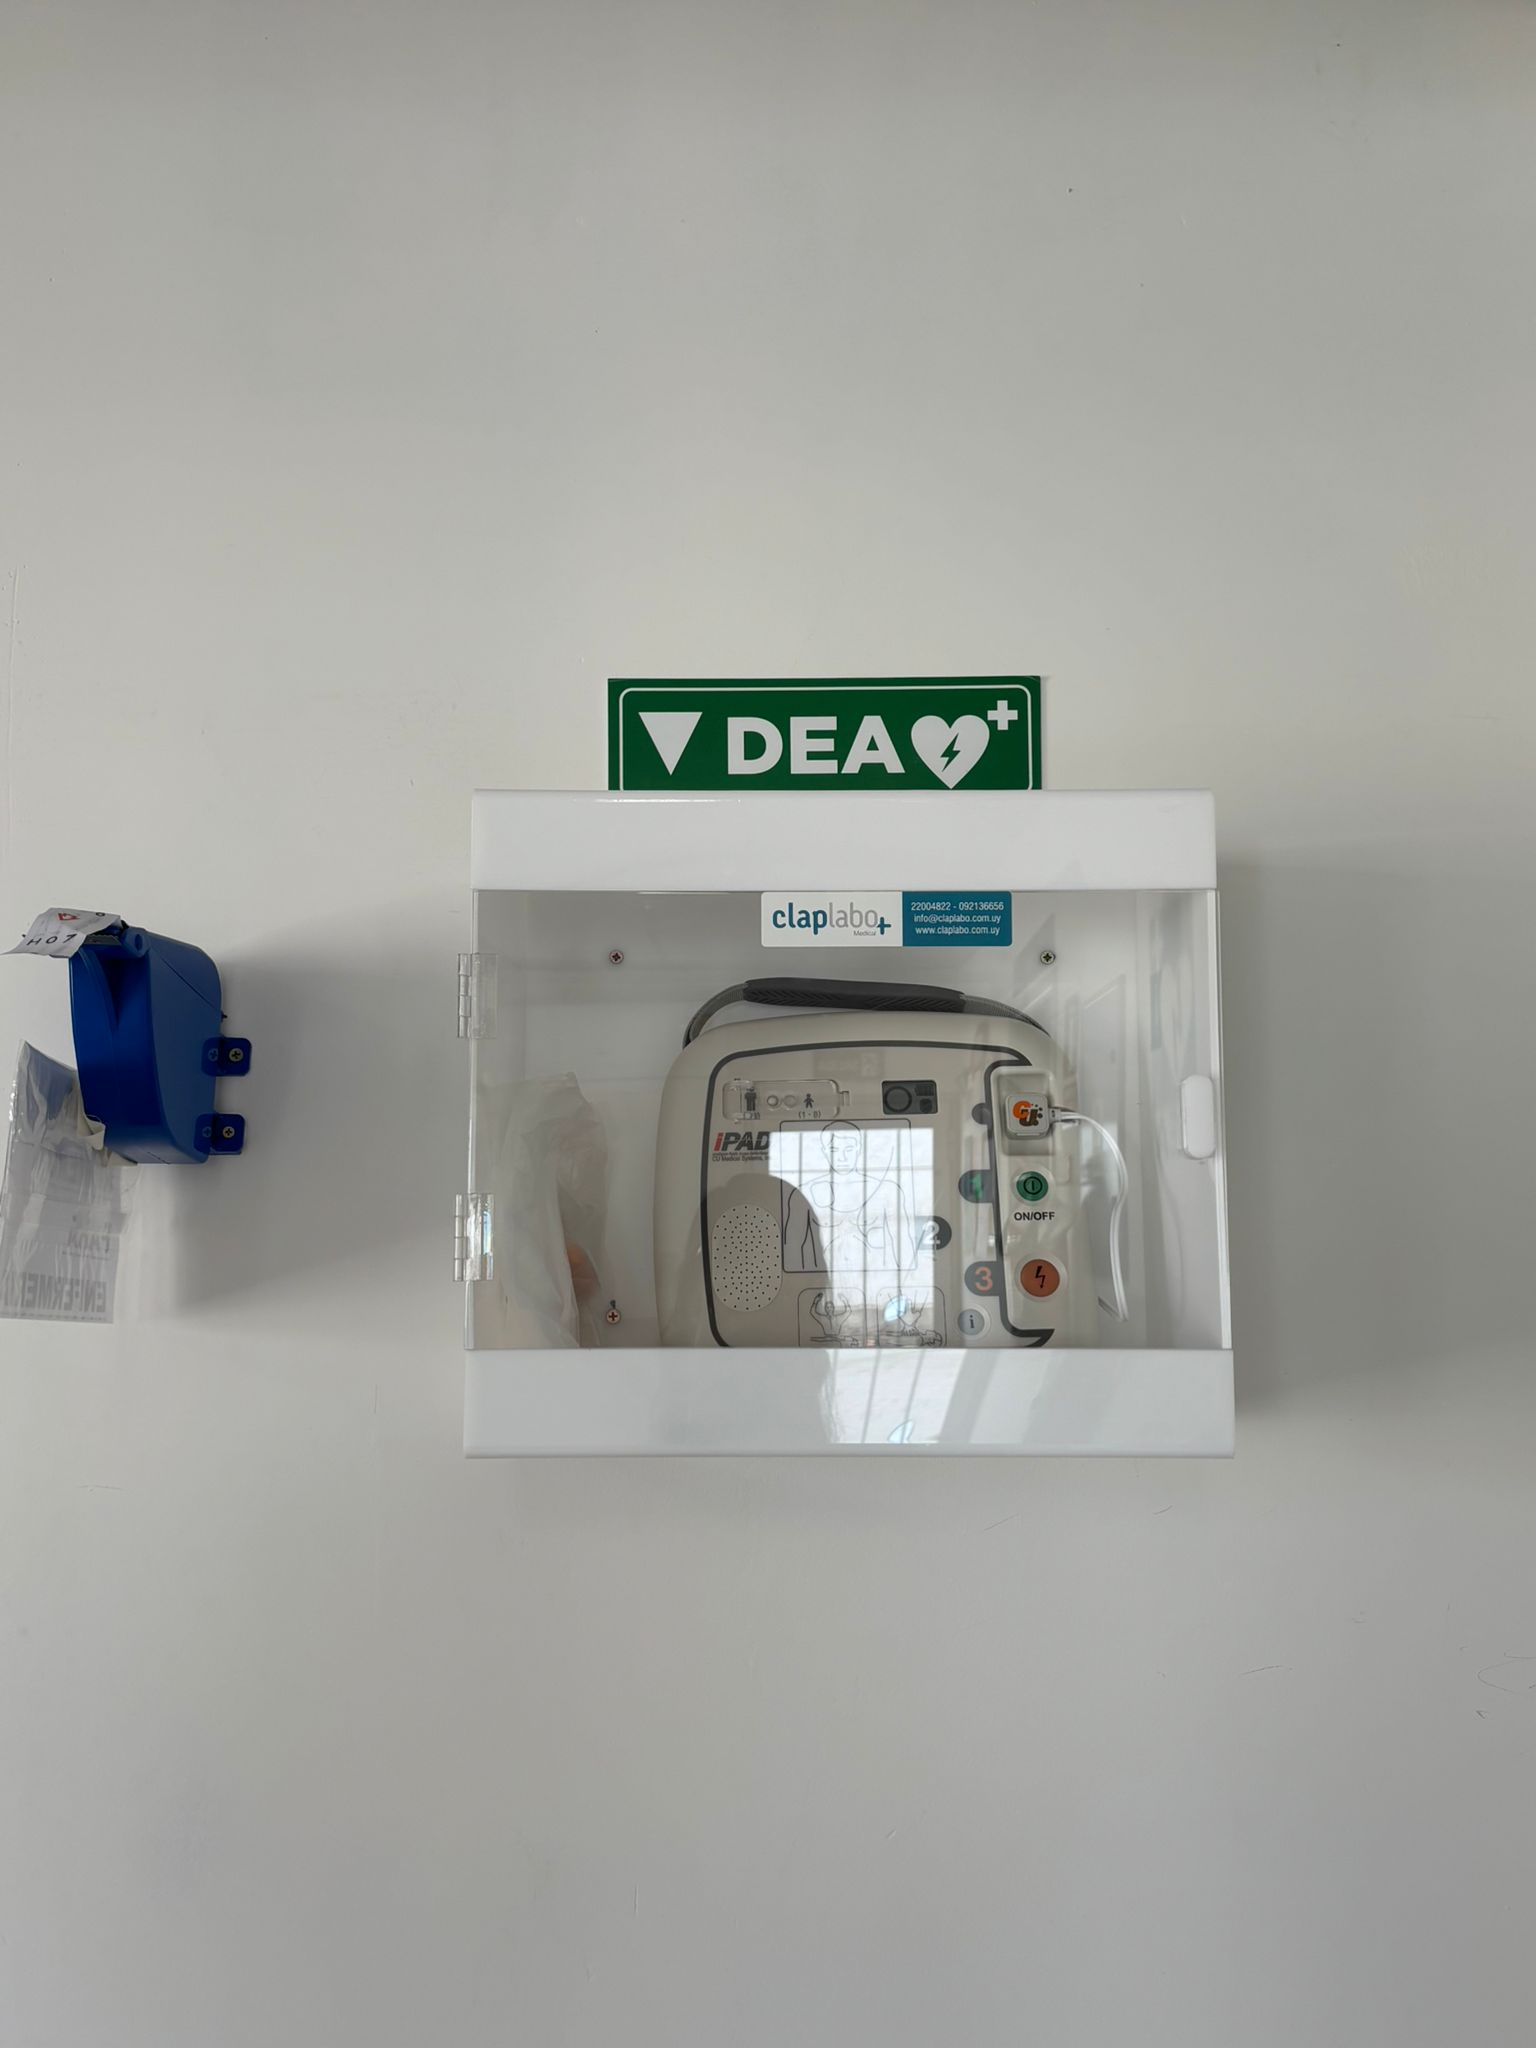 DEA
claplabo
Medical
22004822 - 092136656
info@claplabo.com.uy
www.claplabo.com.uy
(1 - 8)
iPAD
CU Medical Systems, Inc
ON/OFF
2
3
i